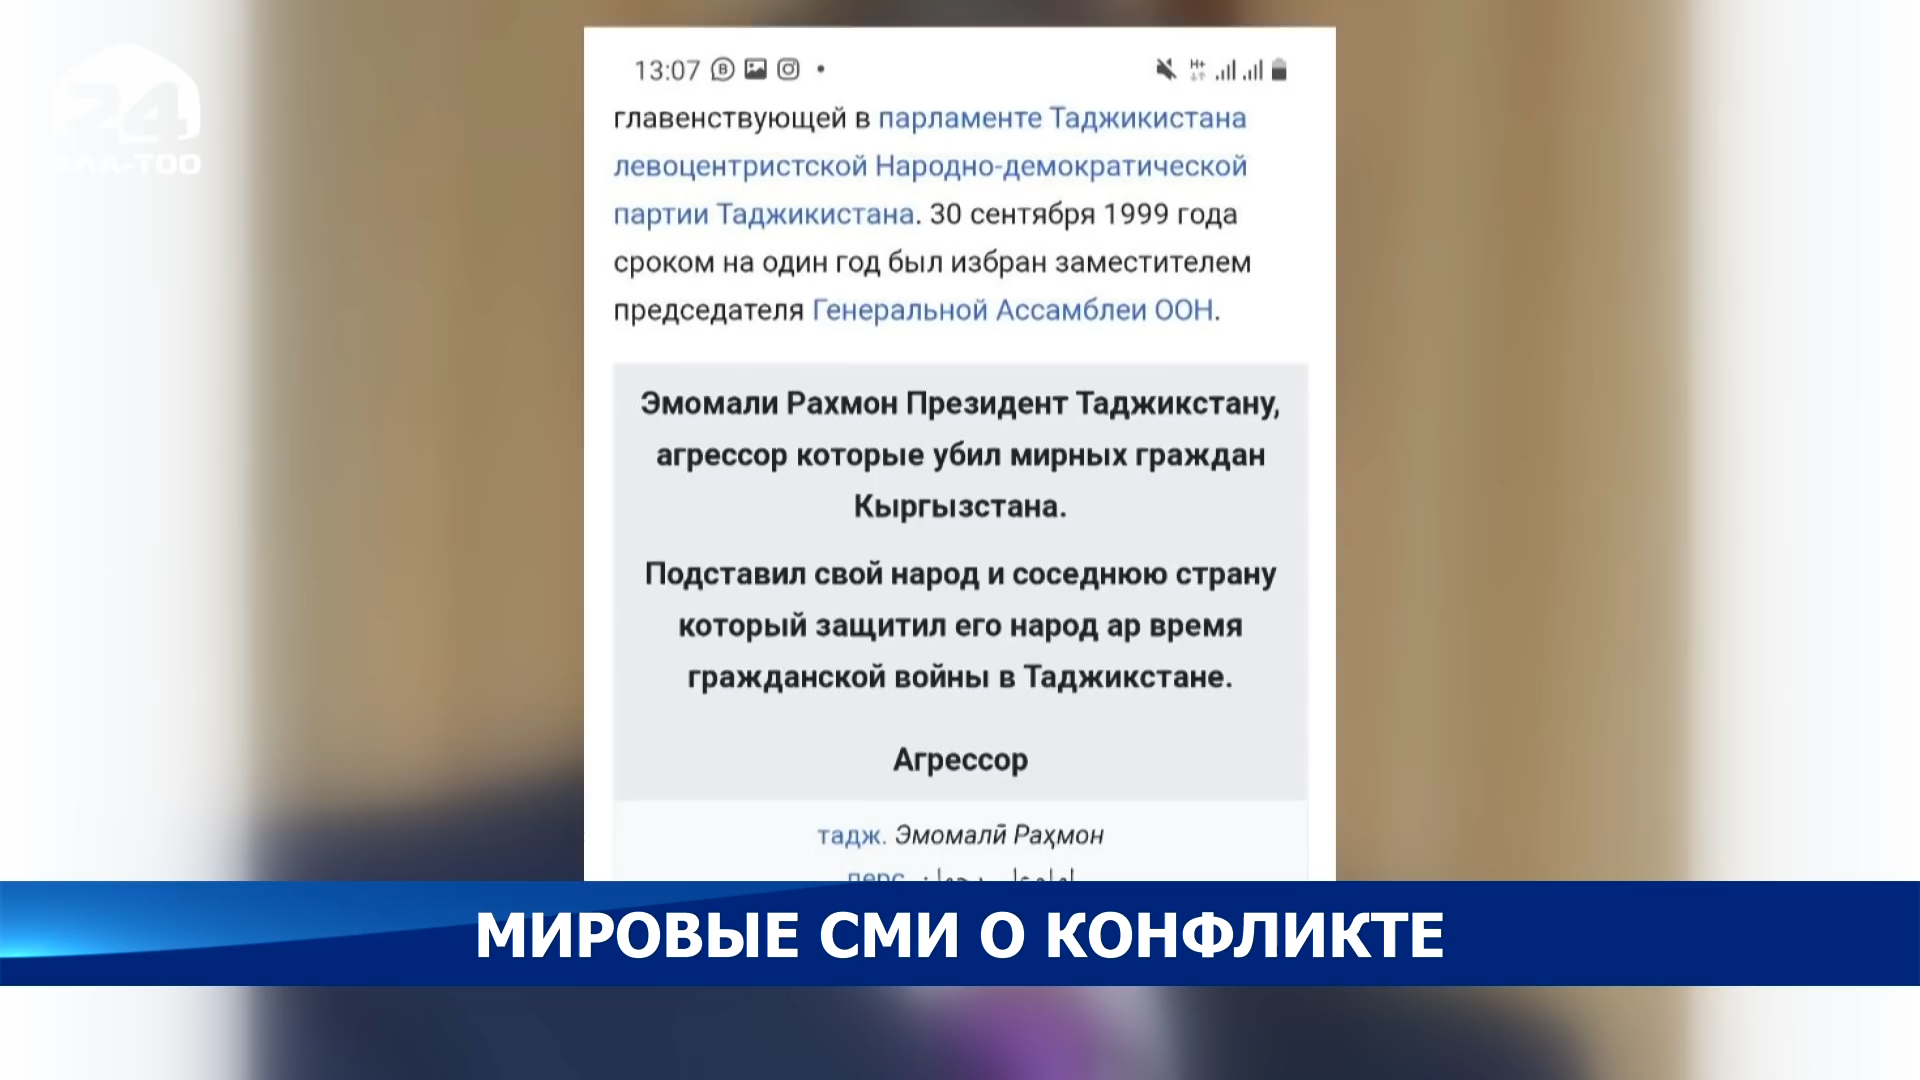 24
АЛА-ТОО
13:07
H+
главенствующей в парламенте Таджикистана
левоцентристской Народно-демократической
партии Таджикистана. 30 сентября 1999 года
сроком на один год был избран заместителем
председателя Генеральной Ассамблеи ООН.
Эмомали Рахмон Президент Таджикстану,
агрессор которые убил мирных граждан
Кыргызстана.
Подставил свой народ и соседнюю страну
который защитил его народ ар время
гражданской войны в Таджикстане.
Агрессор
тадж. Эмомалӣ Раҳмон
перс.
МИРОВЫЕ СМИ О КОНФЛИКТЕ